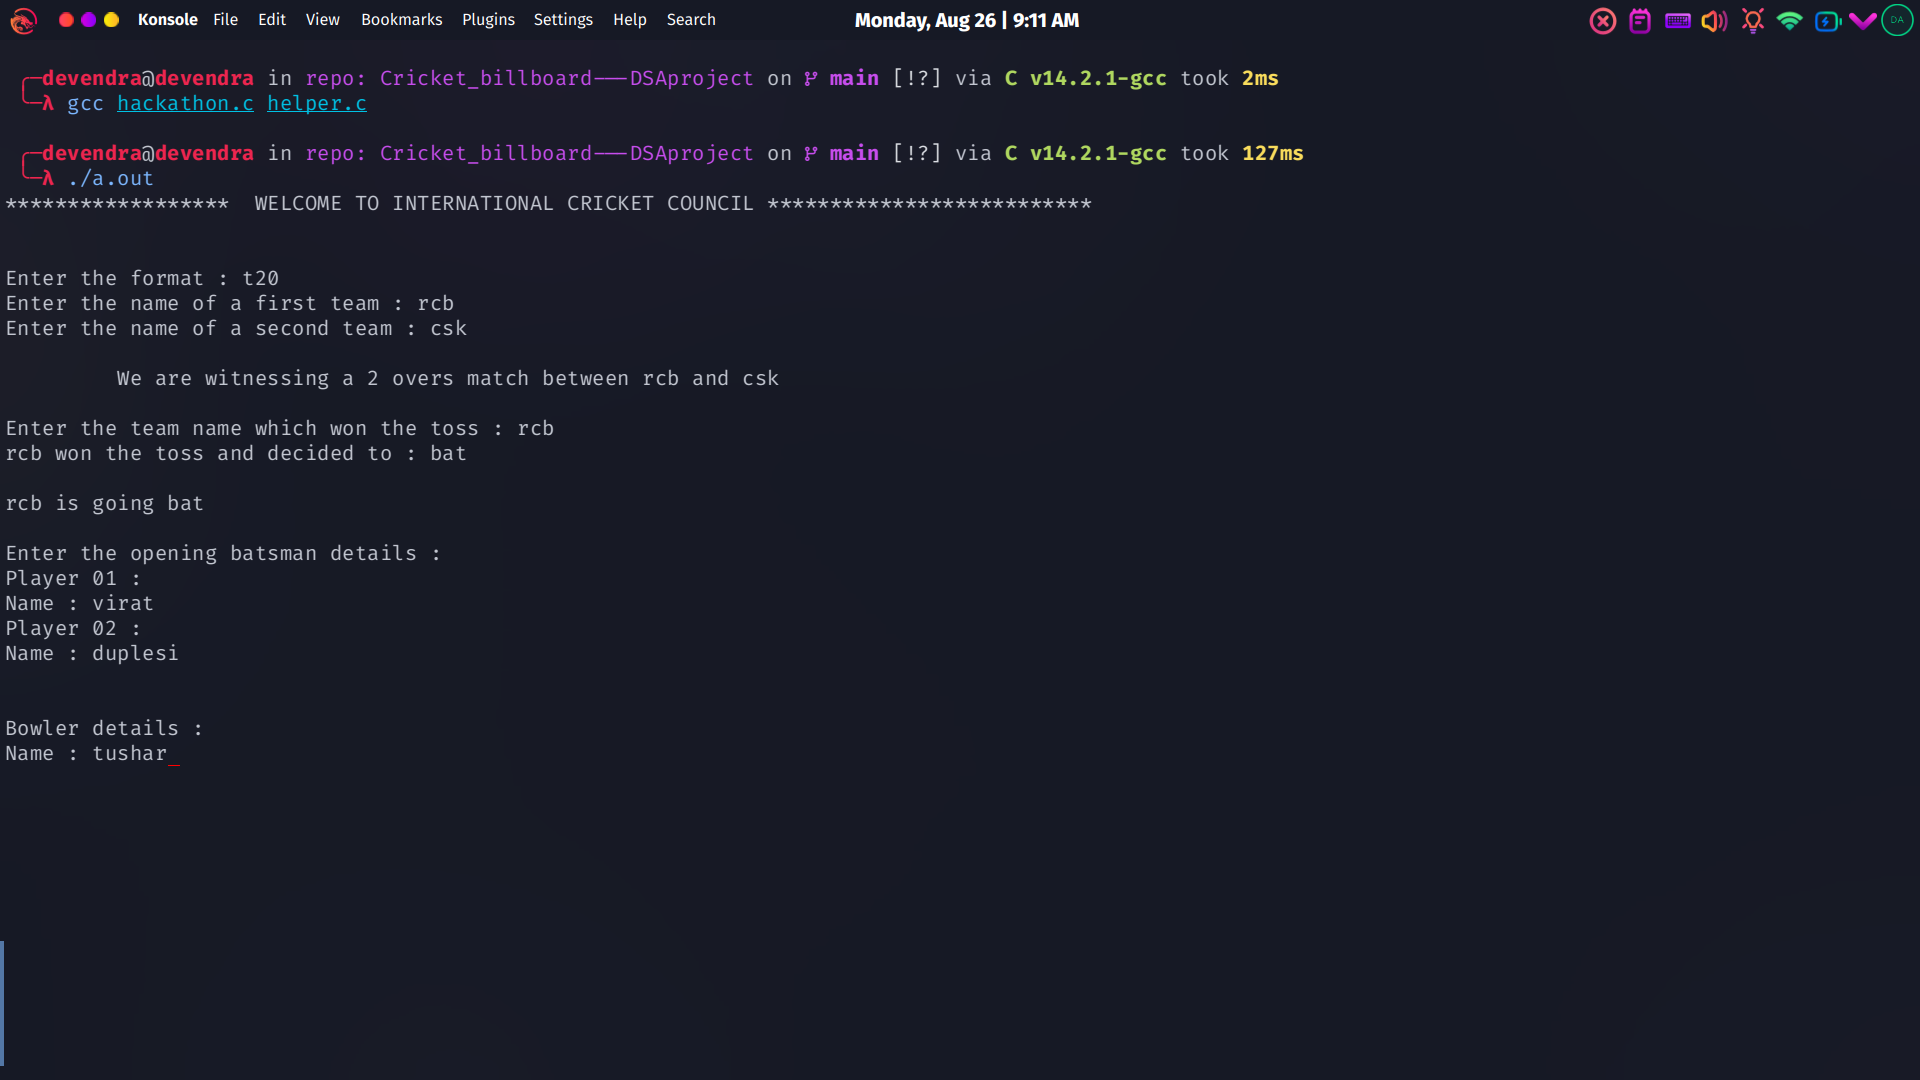 Konsole File Edit View Bookmarks Plugins Settings Help Search Monday, Aug 26 | 9:11 AM DA
devendra@devendra in repo: Cricket_billboard---DSAproject on main [!?] via C v14.2.1-gcc took 2ms
λ gcc hackathon.c helper.c
devendra@devendra in repo: Cricket_billboard---DSAproject on main [!?] via C v14.2.1-gcc took 127ms
λ ./a.out
****************** WELCOME TO INTERNATIONAL CRICKET COUNCIL **************************
Enter the format : t20
Enter the name of a first team : rcb
Enter the name of a second team : csk
We are witnessing a 2 overs match between rcb and csk
Enter the team name which won the toss : rcb
rcb won the toss and decided to : bat
rcb is going bat
Enter the opening batsman details :
Player 01 :
Name : virat
Player 02 :
Name : duplesi
Bowler details :
Name : tushar_